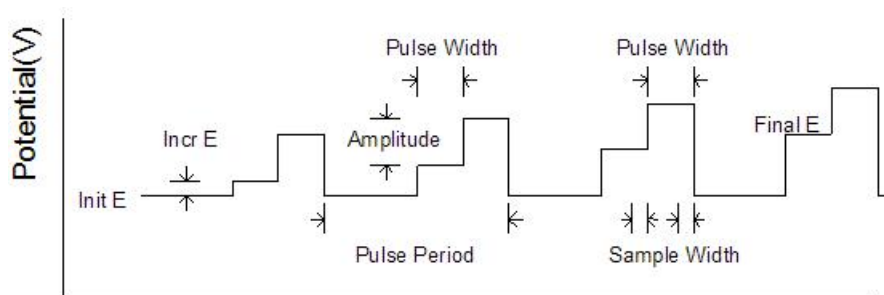 Potential(V)
Pulse Width
Pulse Width
Incr E
Amplitude
Final E
Init E
Pulse Period
Sample Width